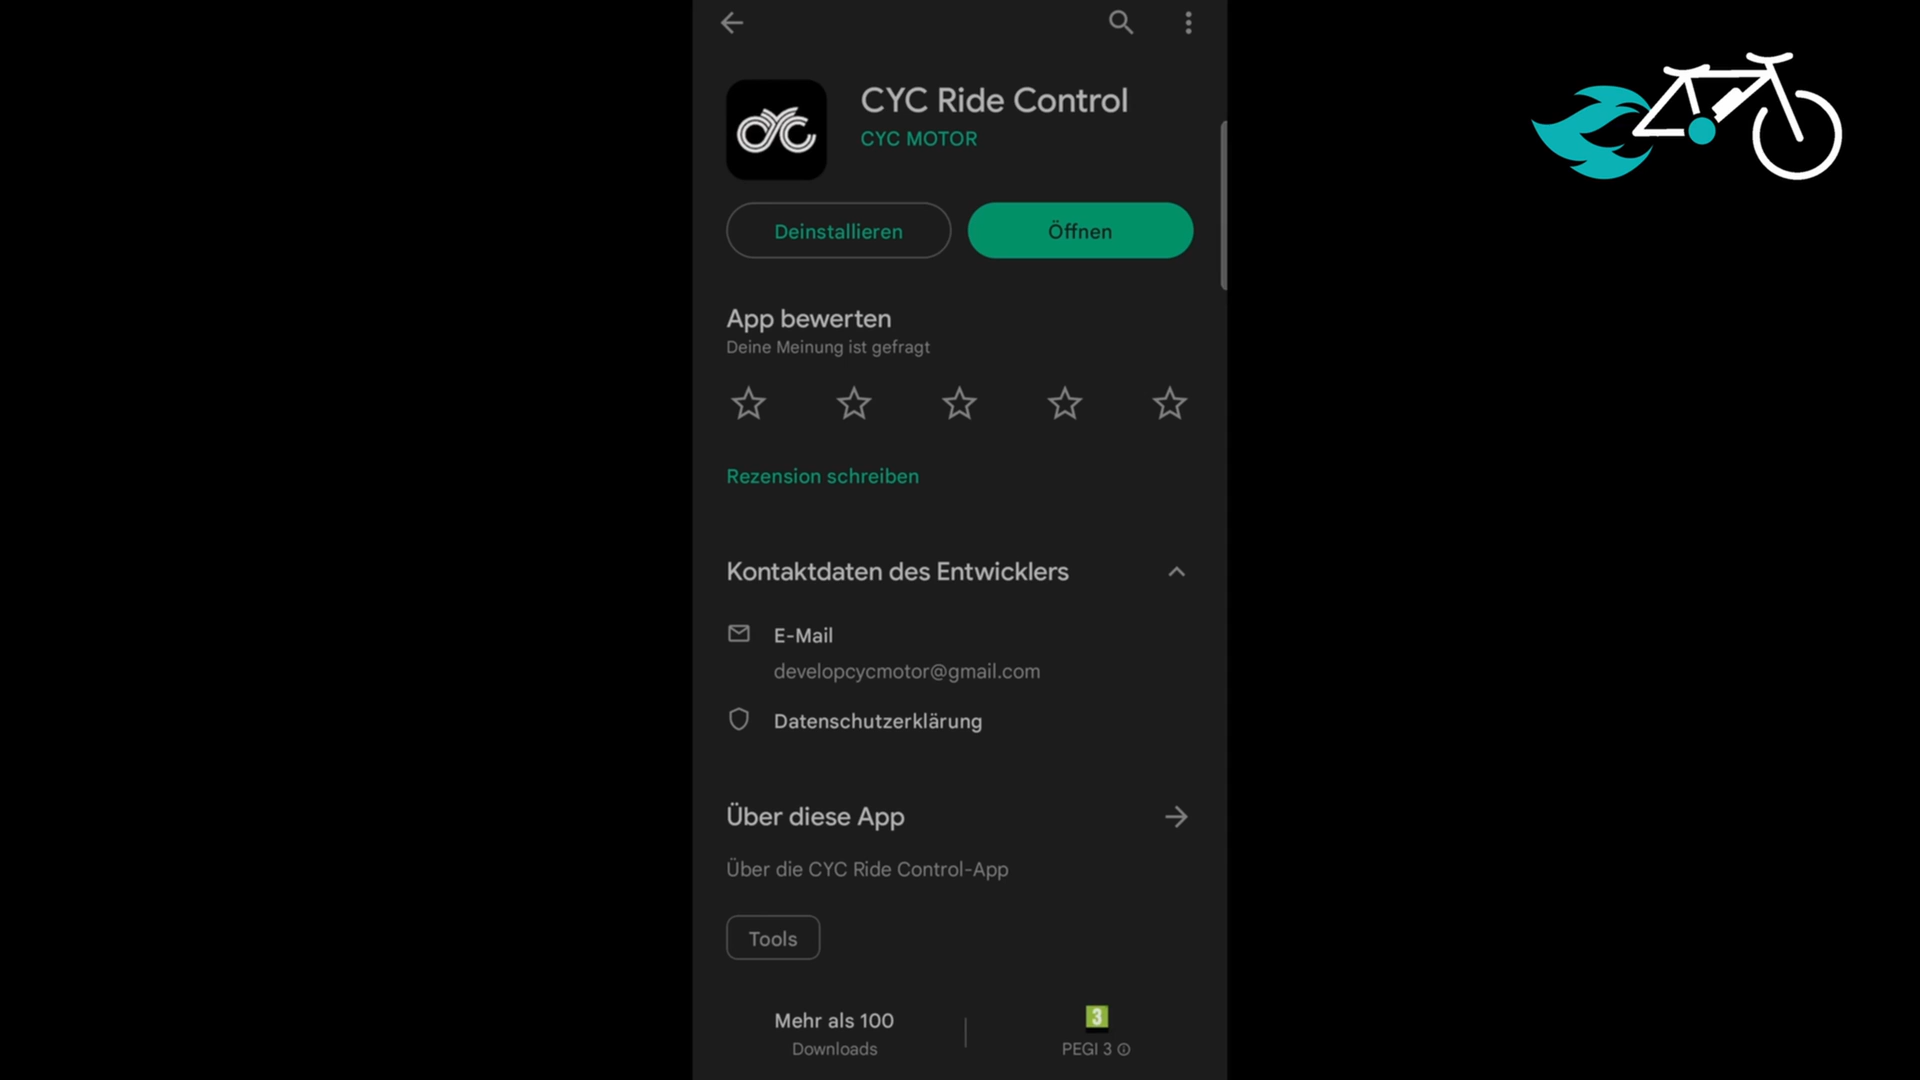 CYC
CYC Ride Control
CYC MOTOR
Deinstallieren
Öffnen
App bewerten
Deine Meinung ist gefragt
Rezension schreiben
Kontaktdaten des Entwicklers
E-Mail
developcycmotor@gmail.com
Datenschutzerklärung
Über diese App
Über die CYC Ride Control-App
Tools
Mehr als 100
Downloads
3
PEGI 3